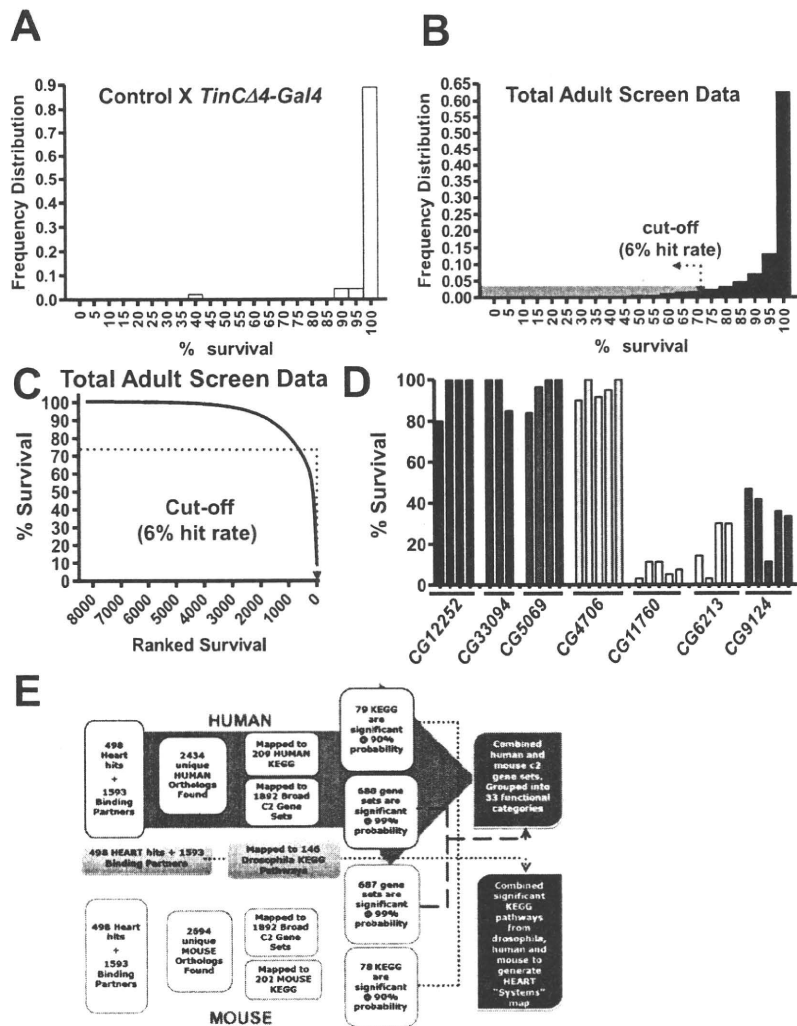 A
Control X TinCΔ4-Gal4
Frequency Distribution
0.9
0.8
0.7
0.6
0.5
0.4
0.3
0.2
0.1
0.0
0 5 10 15 20 25 30 35 40 45 50 55 60 65 70 75 80 85 90 95 100
% survival
B
Total Adult Screen Data
Frequency Distribution
0.65
0.60
0.55
0.50
0.45
0.40
0.35
0.30
0.25
0.20
0.15
0.10
0.05
0.00
cut-off
(6% hit rate)
0 5 10 15 20 25 30 35 40 45 50 55 60 65 70 75 80 85 90 95 100
% survival
C
Total Adult Screen Data
% Survival
100
90
80
70
60
50
40
30
20
10
0
Cut-off
(6% hit rate)
8000 7000 6000 5000 4000 3000 2000 1000 0
Ranked Survival
D
% Survival
100
80
60
40
20
0
CG12252 CG33094 CG5069 CG4706 CG11760 CG6213 CG9124
E
HUMAN
498
Heart
hits
+
1593
Binding
Partners
2434
unique
HUMAN
Orthologs
Found
Mapped to
209 HUMAN
KEGG
Mapped to
1892 Broad
C2 Gene
Sets
79 KEGG
are
significant
@ 90%
probability
688 gene
sets are
significant
@ 99%
probability
Combined
human and
mouse c2
gene sets.
Grouped into
33 functional
categories
498 HEART hits + 1593
Binding Partners
Mapped to 146
Drosophila KEGG
Pathways
498 Heart
hits
+
1593
Binding
Partners
2694
unique
MOUSE
Orthologs
Found
Mapped to
1892 Broad
C2 Gene
Sets
Mapped to
202 MOUSE
KEGG
687 gene
sets are
significant
@ 99%
probability
78 KEGG
are
significant
@ 90%
probability
Combined
significant
KEGG
pathways
from
drosophila,
human and
mouse to
generate
HEART
"Systems"
map
MOUSE